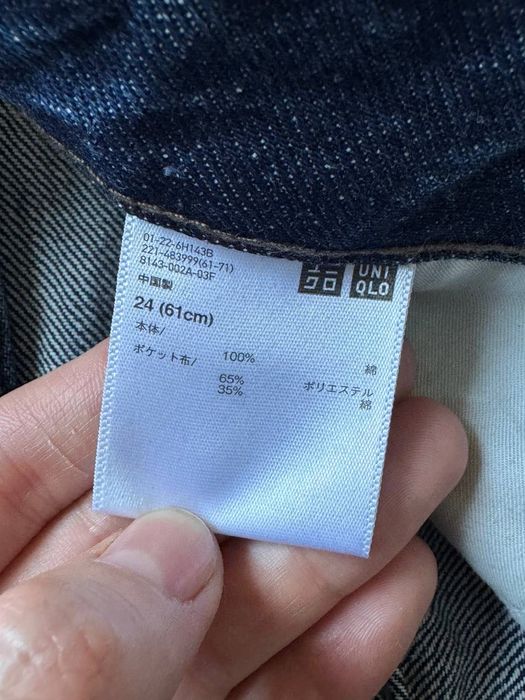 01-22-6H143B
221-483999(61-71)
8143-002A-03F
中国製
ユニ
クロ
UNI
QLO
24 (61cm)
本体/ 100% 綿
ポケット布/ 65% ポリエステル
35% 綿